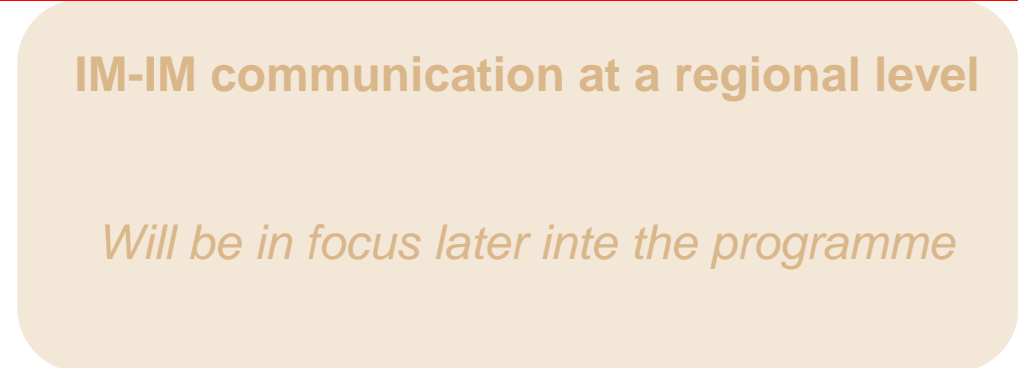 IM-IM communication at a regional level
Will be in focus later inte the programme